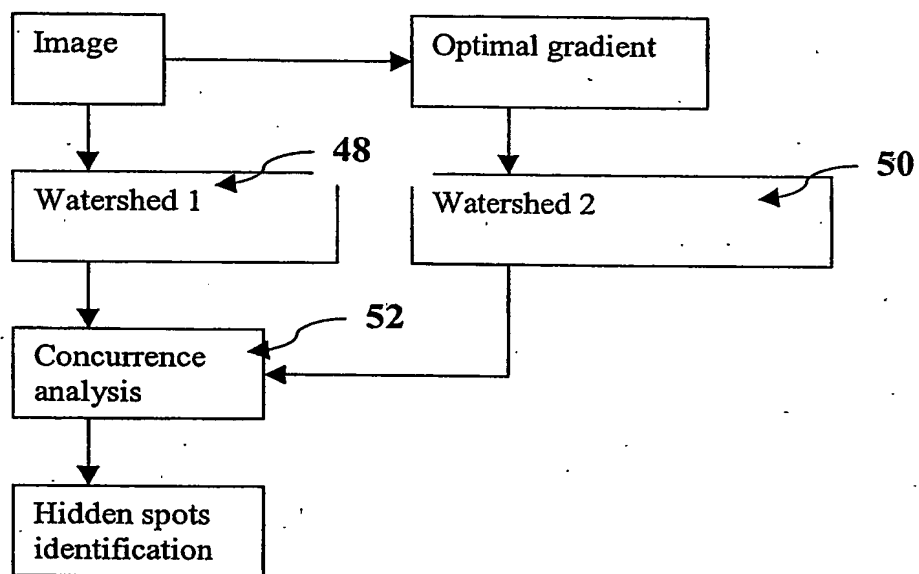 Image
Optimal gradient
48
50
Watershed 1
Watershed 2
52
Concurrence
analysis
Hidden spots
identification